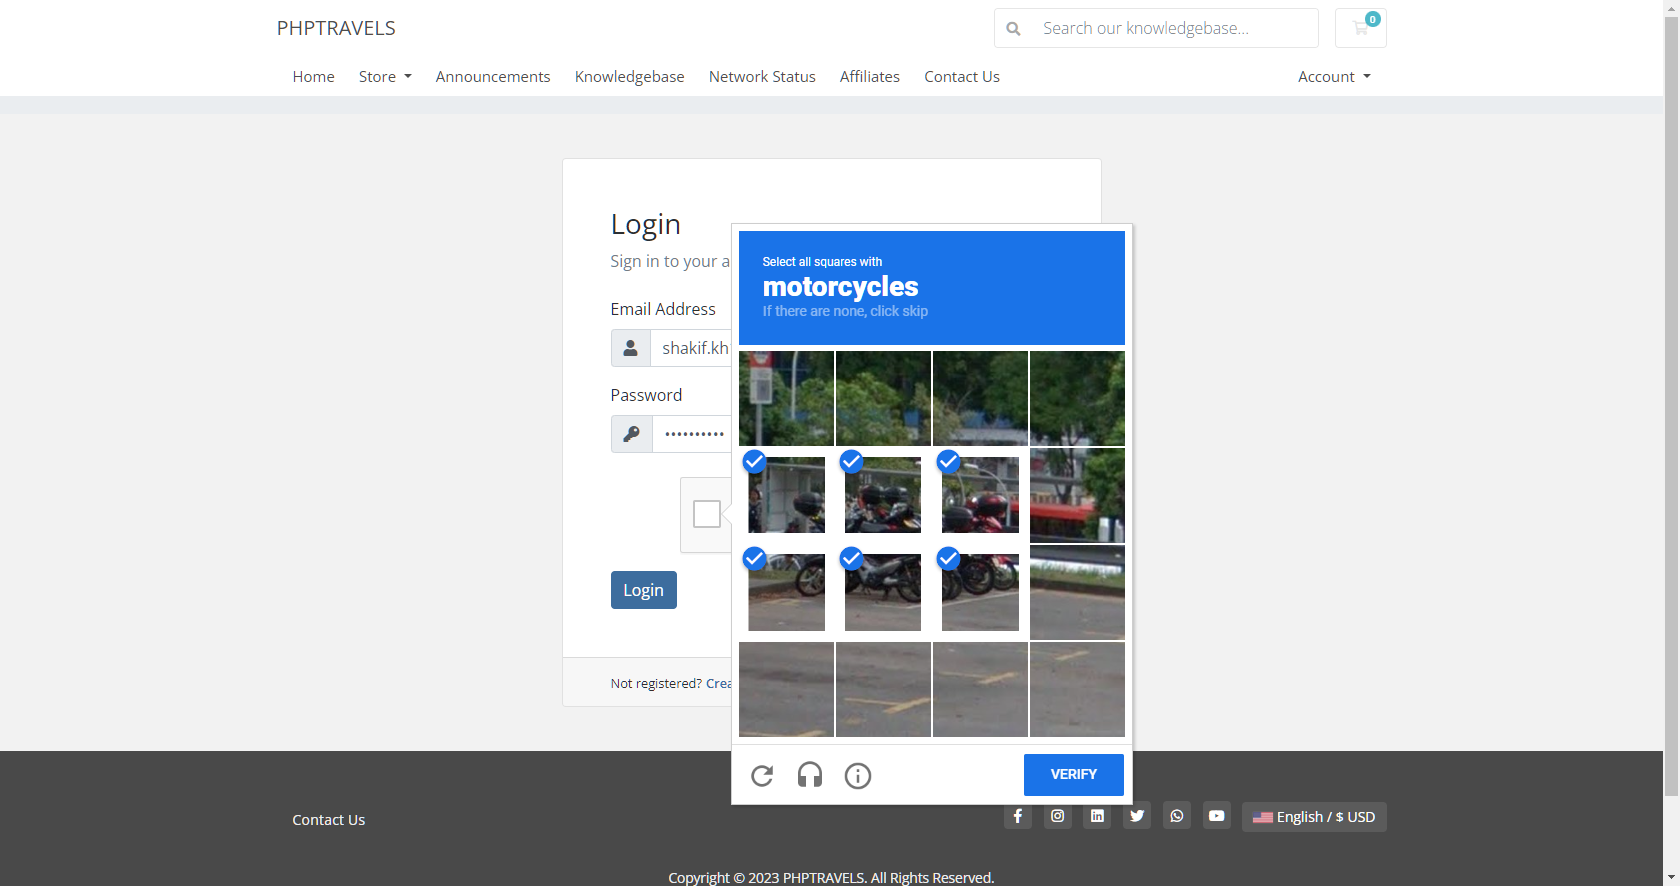 PHPTRAVELS
Search our knowledgebase...
0
Home
Store
Announcements
Knowledgebase
Network Status
Affiliates
Contact Us
Account
Login
Sign in to your a
Email Address
shakif.kh
Password
••••••••••
Login
Not registered? Crea
Select all squares with
motorcycles
If there are none, click skip
VERIFY
Contact Us
English / $ USD
Copyright © 2023 PHPTRAVELS. All Rights Reserved.